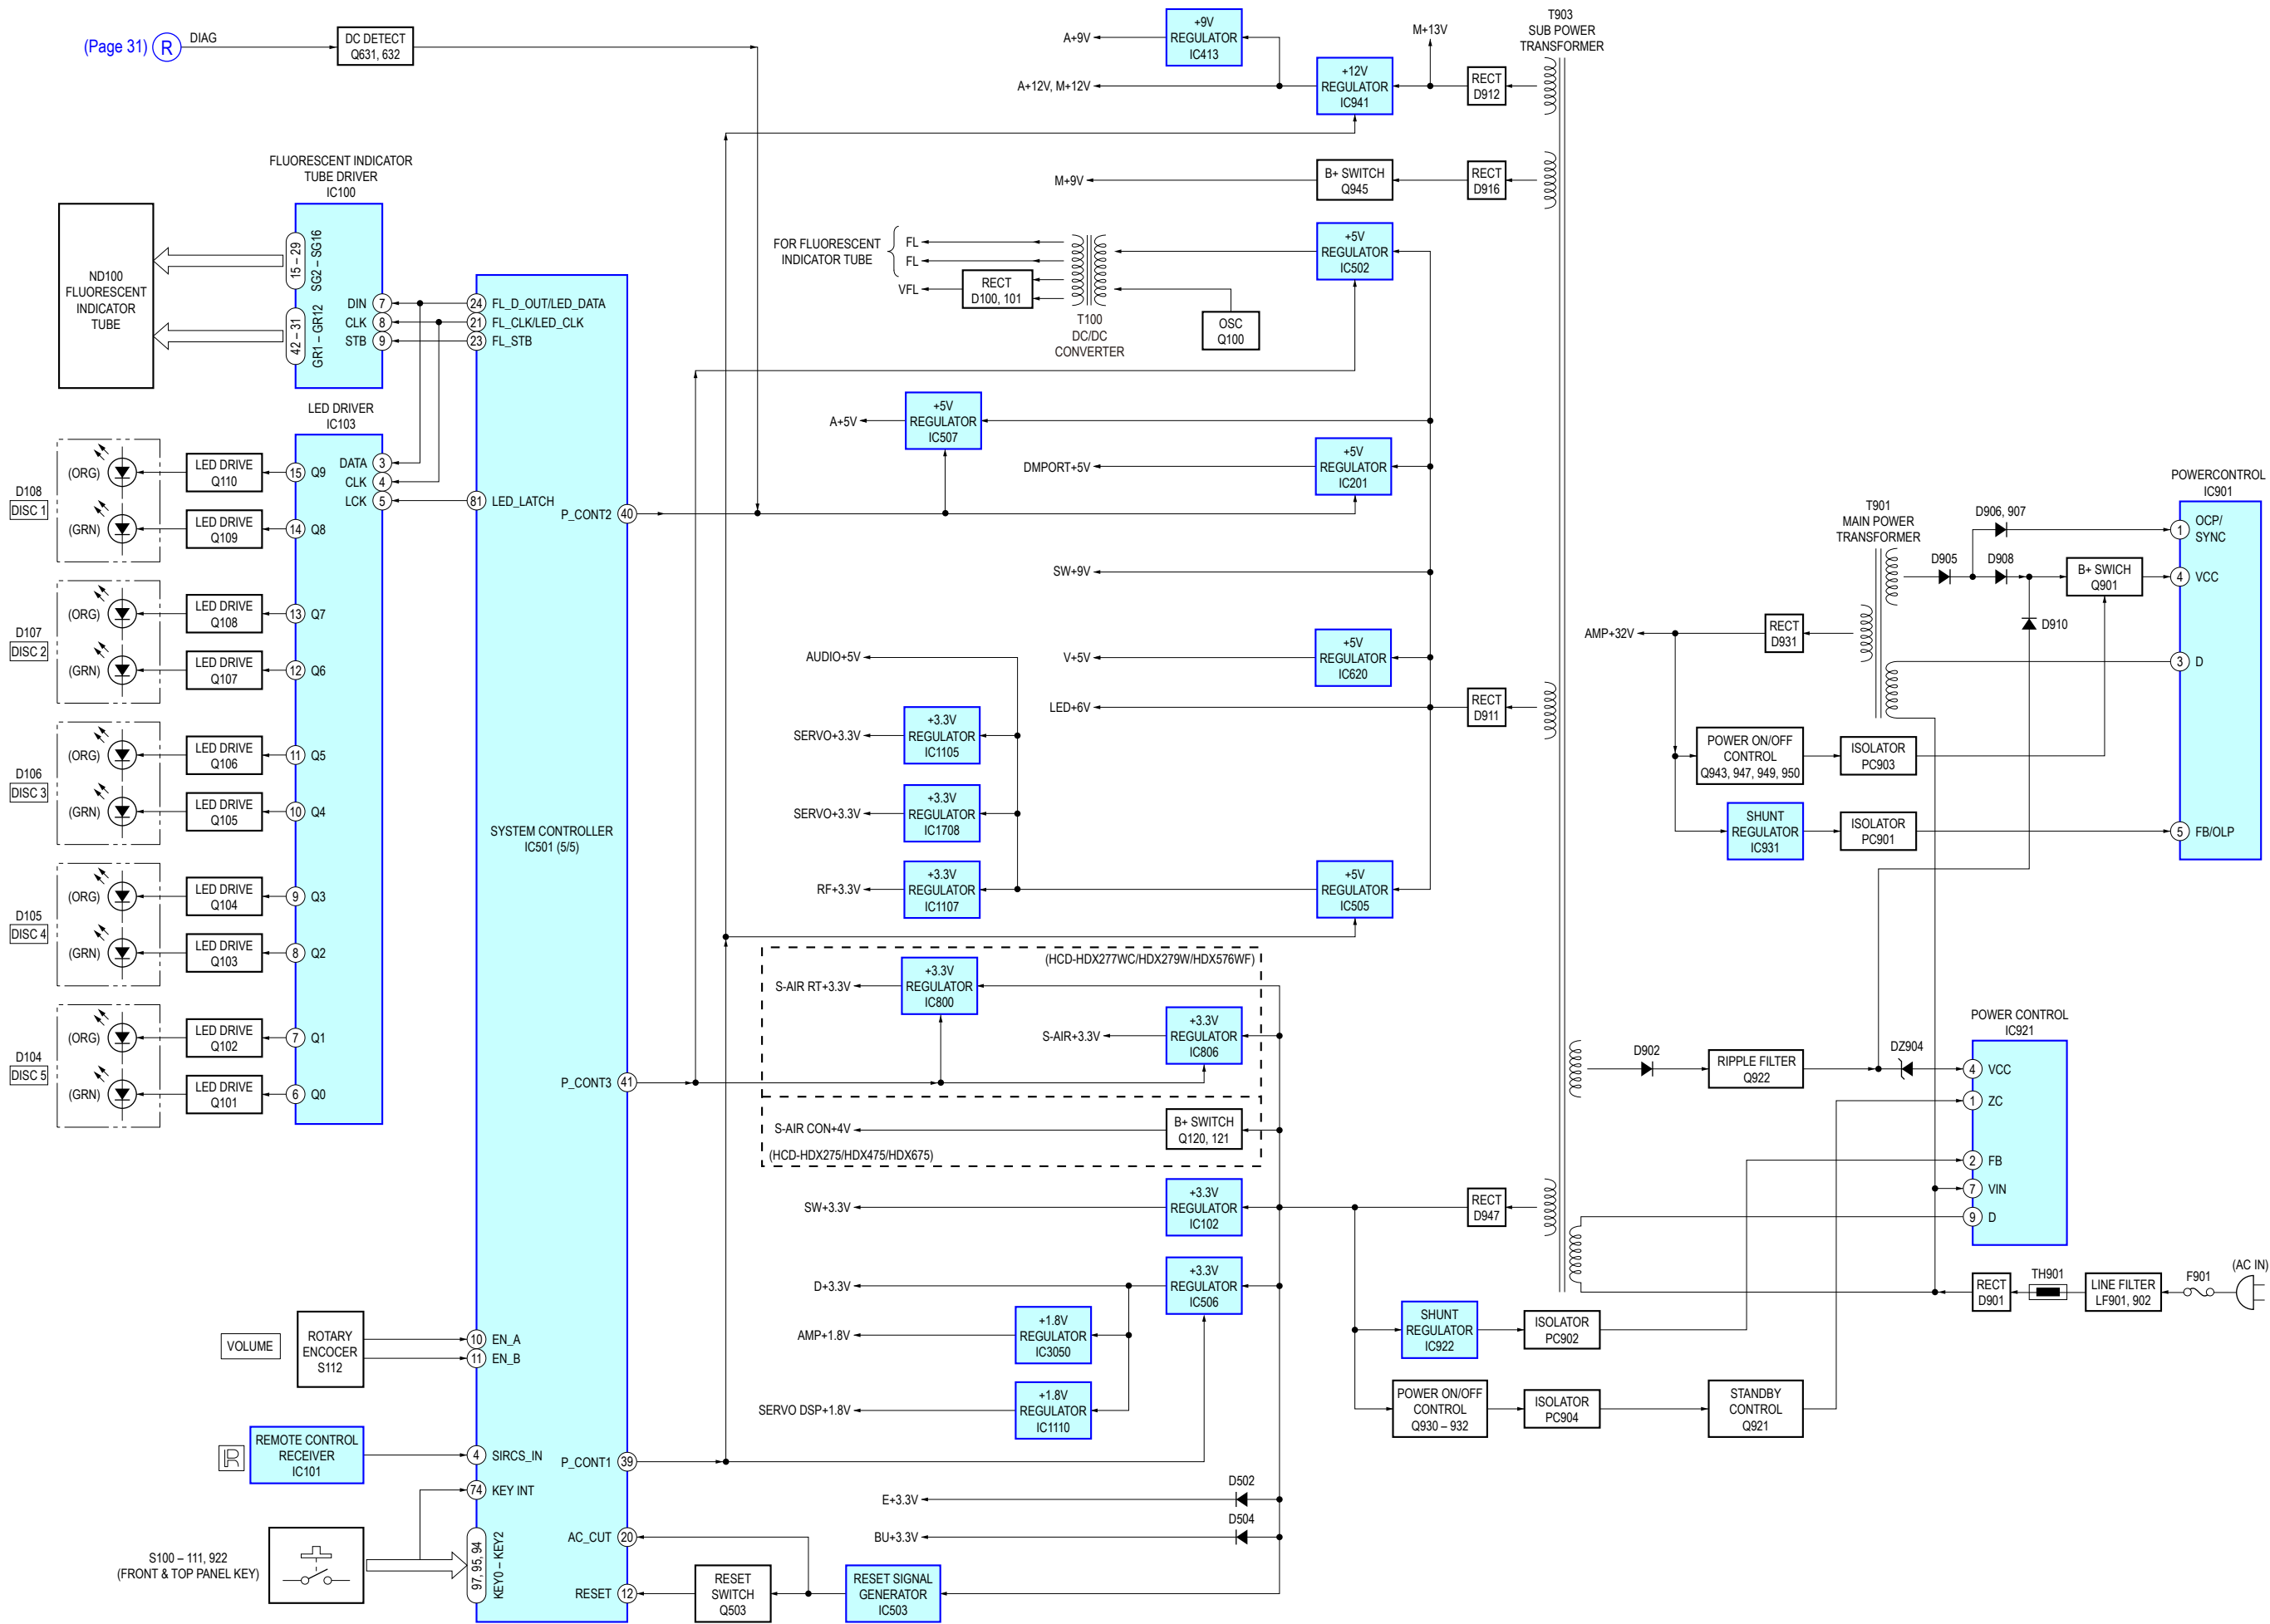 (Page 31) R DIAG
DC DETECT
Q631, 632
FLUORESCENT INDICATOR
TUBE DRIVER
IC100
ND100
FLUORESCENT
INDICATOR
TUBE
15 – 29
SG2 – SG16
42 – 31
GR1 – GR12
DIN 7
CLK 8
STB 9
24 FL_D_OUT/LED_DATA
21 FL_CLK/LED_CLK
23 FL_STB
LED DRIVER
IC103
DATA 3
CLK 4
LCK 5
81 LED_LATCH
P_CONT2 40
D108
DISC 1
(ORG)
LED DRIVE
Q110
15 Q9
(GRN)
LED DRIVE
Q109
14 Q8
D107
DISC 2
(ORG)
LED DRIVE
Q108
13 Q7
(GRN)
LED DRIVE
Q107
12 Q6
D106
DISC 3
(ORG)
LED DRIVE
Q106
11 Q5
(GRN)
LED DRIVE
Q105
10 Q4
D105
DISC 4
(ORG)
LED DRIVE
Q104
9 Q3
(GRN)
LED DRIVE
Q103
8 Q2
D104
DISC 5
(ORG)
LED DRIVE
Q102
7 Q1
(GRN)
LED DRIVE
Q101
6 Q0
SYSTEM CONTROLLER
IC501 (5/5)
P_CONT3 41
VOLUME
ROTARY
ENCOCER
S112
10 EN_A
11 EN_B
R
REMOTE CONTROL
RECEIVER
IC101
4 SIRCS_IN
P_CONT1 39
74 KEY INT
S100 – 111, 922
(FRONT & TOP PANEL KEY)
97, 95, 94
KEY0 – KEY2
AC_CUT 20
RESET 12
RESET
SWITCH
Q503
RESET SIGNAL
GENERATOR
IC503
A+9V
+9V
REGULATOR
IC413
M+13V
A+12V, M+12V
+12V
REGULATOR
IC941
RECT
D912
T903
SUB POWER
TRANSFORMER
M+9V
B+ SWITCH
Q945
RECT
D916
FOR FLUORESCENT
INDICATOR TUBE
FL
FL
VFL
RECT
D100, 101
T100
DC/DC
CONVERTER
+5V
REGULATOR
IC502
OSC
Q100
A+5V
+5V
REGULATOR
IC507
DMPORT+5V
+5V
REGULATOR
IC201
SW+9V
AUDIO+5V
V+5V
+5V
REGULATOR
IC620
LED+6V
RECT
D911
SERVO+3.3V
+3.3V
REGULATOR
IC1105
SERVO+3.3V
+3.3V
REGULATOR
IC1708
RF+3.3V
+3.3V
REGULATOR
IC1107
+5V
REGULATOR
IC505
(HCD-HDX277WC/HDX279W/HDX576WF)
S-AIR RT+3.3V
+3.3V
REGULATOR
IC800
S-AIR+3.3V
+3.3V
REGULATOR
IC806
S-AIR CON+4V
B+ SWITCH
Q120, 121
(HCD-HDX275/HDX475/HDX675)
SW+3.3V
+3.3V
REGULATOR
IC102
RECT
D947
D+3.3V
+3.3V
REGULATOR
IC506
AMP+1.8V
+1.8V
REGULATOR
IC3050
SERVO DSP+1.8V
+1.8V
REGULATOR
IC1110
E+3.3V
D502
BU+3.3V
D504
SHUNT
REGULATOR
IC922
ISOLATOR
PC902
POWER ON/OFF
CONTROL
Q930 – 932
ISOLATOR
PC904
STANDBY
CONTROL
Q921
POWERCONTROL
IC901
T901
MAIN POWER
TRANSFORMER
D906, 907
1 OCP/
SYNC
D905
D908
B+ SWICH
Q901
4 VCC
D910
AMP+32V
RECT
D931
3 D
POWER ON/OFF
CONTROL
Q943, 947, 949, 950
ISOLATOR
PC903
SHUNT
REGULATOR
IC931
ISOLATOR
PC901
5 FB/OLP
POWER CONTROL
IC921
D902
RIPPLE FILTER
Q922
DZ904
4 VCC
1 ZC
2 FB
7 VIN
9 D
RECT
D901
TH901
LINE FILTER
LF901, 902
F901
(AC IN)